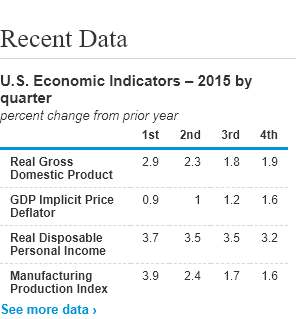 Recent Data
U.S. Economic Indicators – 2015 by
quarter
percent change from prior year
1st 2nd 3rd 4th
Real Gross
Domestic Product 2.9 2.3 1.8 1.9
GDP Implicit Price
Deflator 0.9 1 1.2 1.6
Real Disposable
Personal Income 3.7 3.5 3.5 3.2
Manufacturing
Production Index 3.9 2.4 1.7 1.6
See more data ›